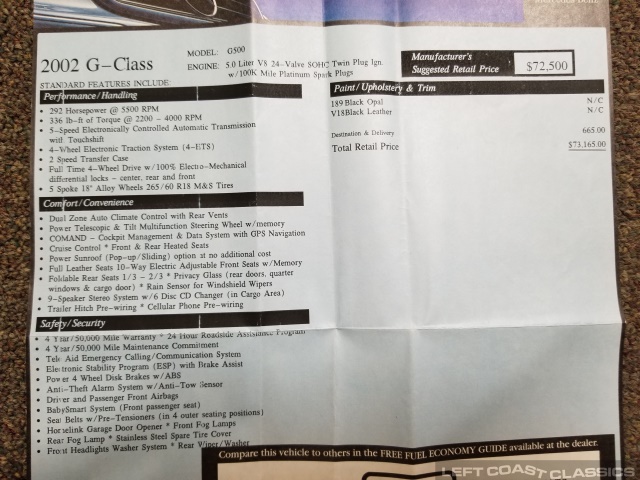 2002 G-Class
MODEL: G500
ENGINE: 5.0 Liter V8 24-Valve SOHC Twin Plug Ign.
w/100K Mile Platinum Spark Plugs
Manufacturer's
Suggested Retail Price
$72,500
STANDARD FEATURES INCLUDE:
Performance/Handling
• 292 Horsepower @ 5500 RPM
• 336 lb-ft of Torque @ 2200 - 4000 RPM
• 5-Speed Electronically Controlled Automatic Transmission
with Touchshift
• 4-Wheel Electronic Traction System (4-ETS)
• 2 Speed Transfer Case
• Full Time 4-Wheel Drive w/100% Electro-Mechanical
differential locks - center, rear and front
• 5 Spoke 18" Alloy Wheels 265/60 R18 M&S Tires
Comfort/Convenience
• Dual Zone Auto Climate Control with Rear Vents
• Power Telescopic & Tilt Multifunction Steering Wheel w/memory
• COMAND - Cockpit Management & Data System with GPS Navigation
• Cruise Control * Front & Rear Heated Seats
• Power Sunroof (Pop-up/Sliding) option at no additional cost
• Full Leather Seats 10-Way Electric Adjustable Front Seats w/Memory
• Foldable Rear Seats 1/3 - 2/3 * Privacy Glass (rear doors, quarter
windows & cargo door) * Rain Sensor for Windshield Wipers
• 9-Speaker Stereo System w/6 Disc CD Changer (in Cargo Area)
• Trailer Hitch Pre-wiring * Cellular Phone Pre-wiring
Safety/Security
• 4 Year/50,000 Mile Warranty * 24 Hour Roadside Assistance Program
• 4 Year/50,000 Mile Maintenance Commitment
• Tele Aid Emergency Calling/Communication System
• Electronic Stability Program (ESP) with Brake Assist
• Power 4 Wheel Disk Brakes w/ABS
• Anti-Theft Alarm System w/Anti-Tow Sensor
• Driver and Passenger Front Airbags
• BabySmart System (Front passenger seat)
• Seat Belts w/Pre-Tensioners (in 4 outer seating positions)
• Homelink Garage Door Opener * Front Fog Lamps
• Rear Fog Lamp * Stainless Steel Spare Tire Cover
• Front Headlights Washer System * Rear Wiper/Washer
Paint/Upholstery & Trim
189 Black Opal N/C
V18 Black Leather N/C
Destination & Delivery 665.00
Total Retail Price $73,165.00
Compare this vehicle to others in the FREE FUEL ECONOMY GUIDE available at the dealer.
LEFT COAST CLASSICS